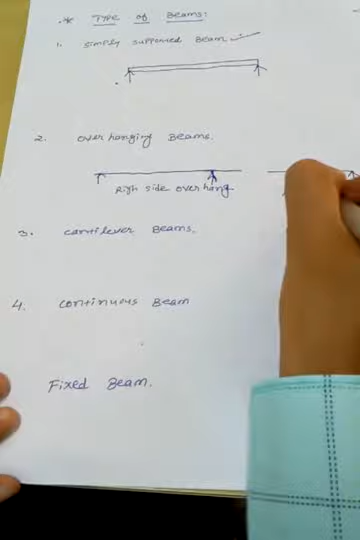 * Type of Beams:
1. Simply supported Beam
2. Over hanging Beams.
Righ side over hang
3. Cantilever Beams.
4. Continuous Beam
Fixed Beam.